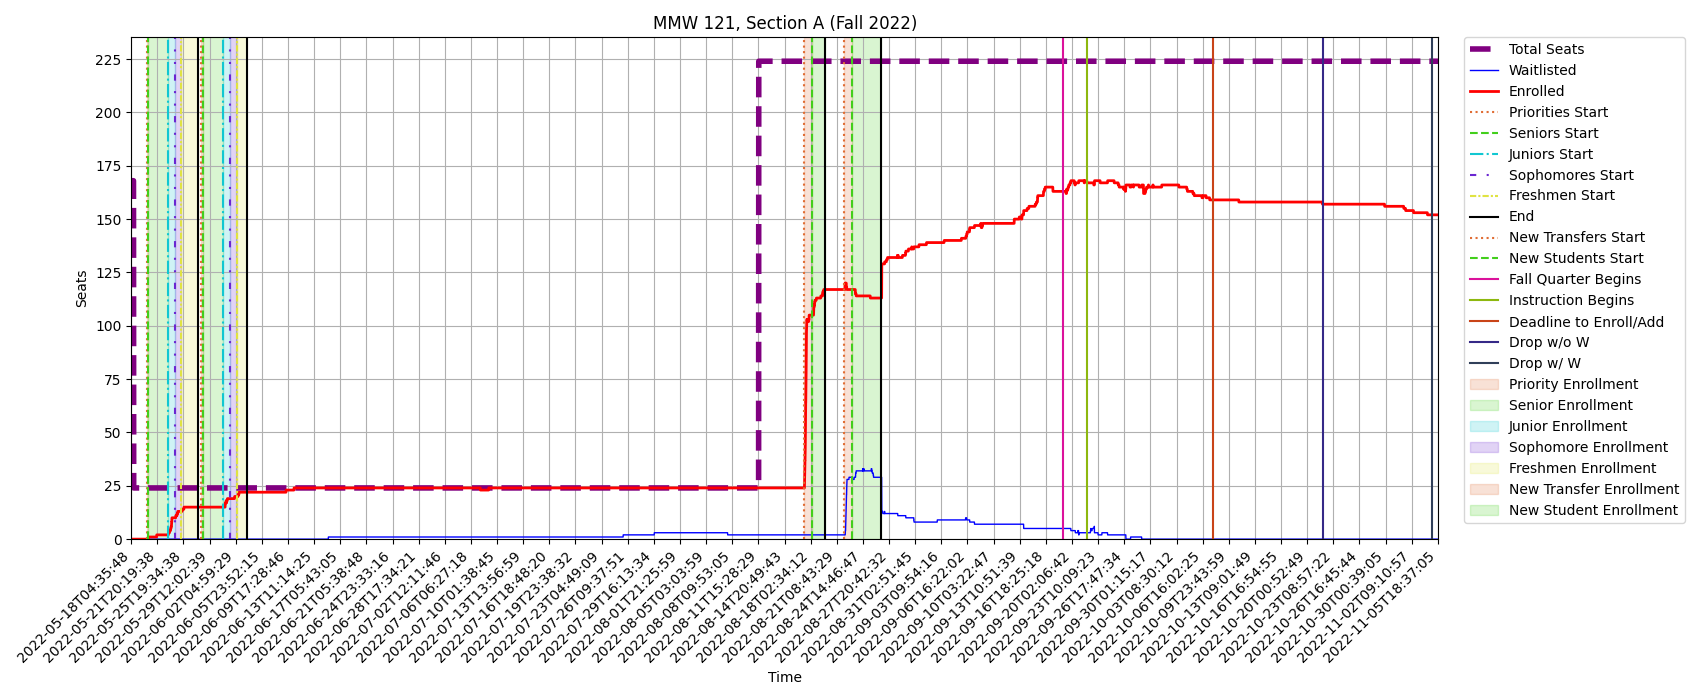 MMW 121, Section A (Fall 2022)
Seats
225
200
175
150
125
100
75
50
25
0
2022-05-18T04:35:48
2022-05-21T20:19:38
2022-05-25T19:34:38
2022-05-29T12:02:39
2022-06-02T04:59:29
2022-06-05T23:52:15
2022-06-09T17:28:46
2022-06-13T11:14:25
2022-06-17T05:43:05
2022-06-21T05:38:48
2022-06-24T23:33:16
2022-06-28T17:34:21
2022-07-02T12:11:46
2022-07-06T06:27:18
2022-07-10T01:38:45
2022-07-13T13:56:59
2022-07-16T18:48:20
2022-07-19T23:38:32
2022-07-23T04:49:09
2022-07-26T09:37:51
2022-07-29T16:13:34
2022-08-01T21:25:59
2022-08-05T03:03:59
2022-08-08T09:53:05
2022-08-11T15:28:29
2022-08-14T20:49:43
2022-08-18T02:34:12
2022-08-21T08:43:29
2022-08-24T14:46:47
2022-08-27T20:42:32
2022-08-31T02:51:45
2022-09-03T09:54:16
2022-09-06T16:22:02
2022-09-10T03:22:47
2022-09-13T10:51:39
2022-09-16T18:25:18
2022-09-20T02:06:42
2022-09-23T10:09:23
2022-09-26T17:47:34
2022-09-30T01:15:17
2022-10-03T08:30:12
2022-10-06T16:02:25
2022-10-09T23:43:59
2022-10-13T09:01:49
2022-10-16T16:54:55
2022-10-20T00:52:49
2022-10-23T08:57:22
2022-10-26T16:45:44
2022-10-30T00:39:05
2022-11-02T09:10:57
2022-11-05T18:37:05
Time
Total Seats
Waitlisted
Enrolled
Priorities Start
Seniors Start
Juniors Start
Sophomores Start
Freshmen Start
End
New Transfers Start
New Students Start
Fall Quarter Begins
Instruction Begins
Deadline to Enroll/Add
Drop w/o W
Drop w/ W
Priority Enrollment
Senior Enrollment
Junior Enrollment
Sophomore Enrollment
Freshmen Enrollment
New Transfer Enrollment
New Student Enrollment